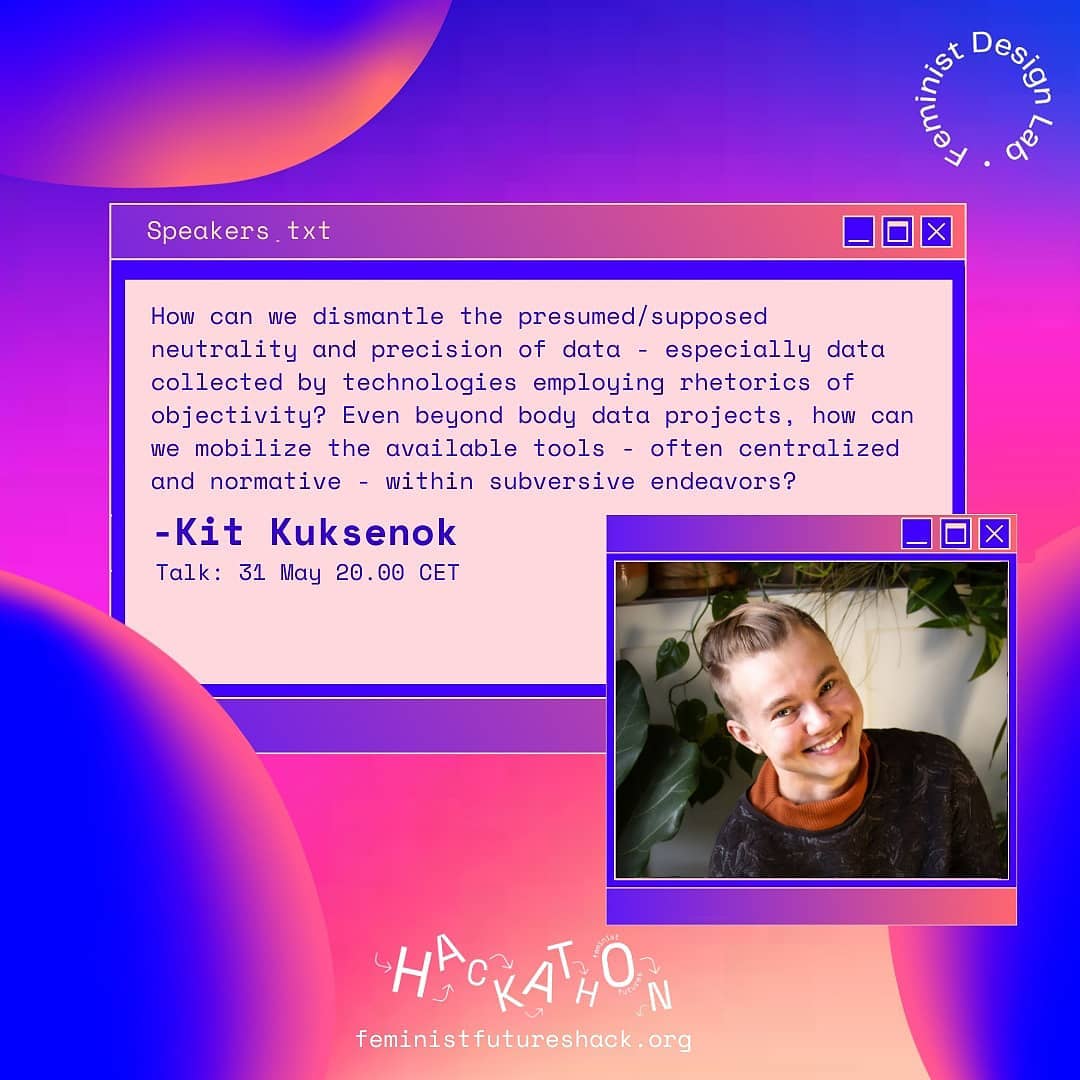 Feminist Design Lab ·
Speakers.txt
How can we dismantle the presumed/supposed
neutrality and precision of data - especially data
collected by technologies employing rhetorics of
objectivity? Even beyond body data projects, how can
we mobilize the available tools - often centralized
and normative - within subversive endeavors?
-Kit Kuksenok
Talk: 31 May 20.00 CET
HACKATHON
feminist
futures
feministfutureshack.org